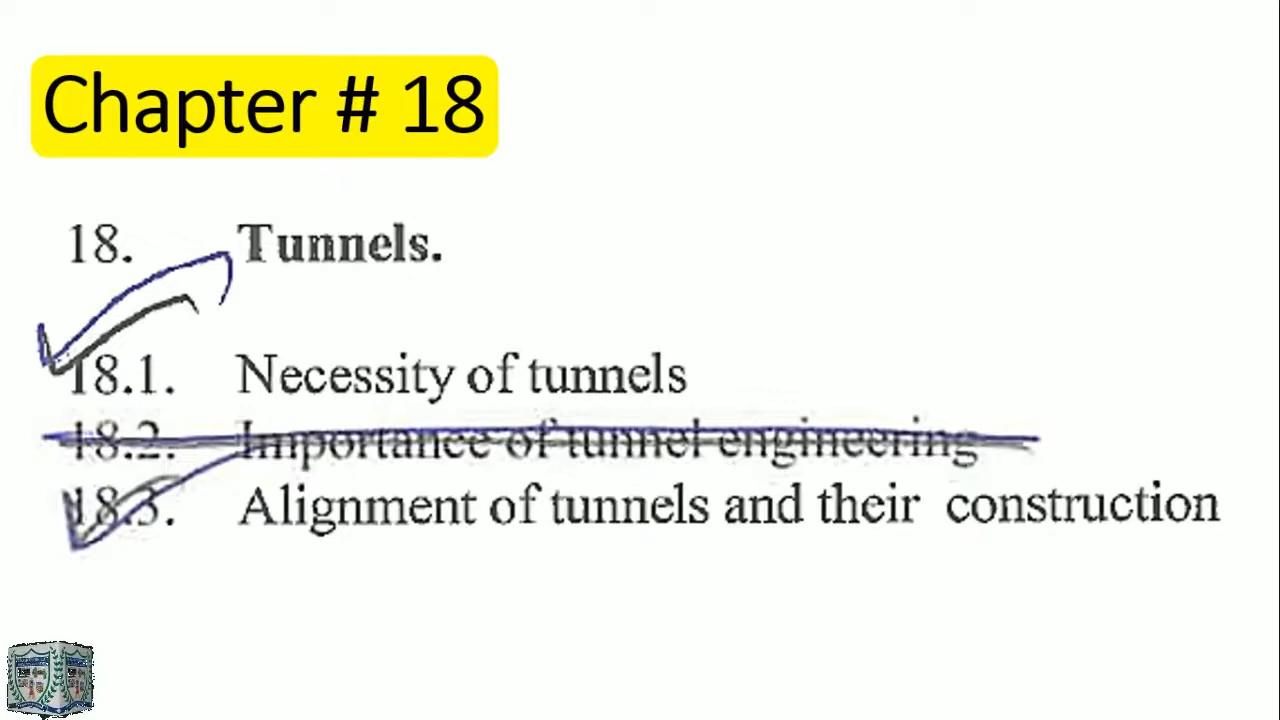 Chapter # 18
18. Tunnels.
18.1. Necessity of tunnels
18.2. Importance of tunnel engineering
18.3. Alignment of tunnels and their construction